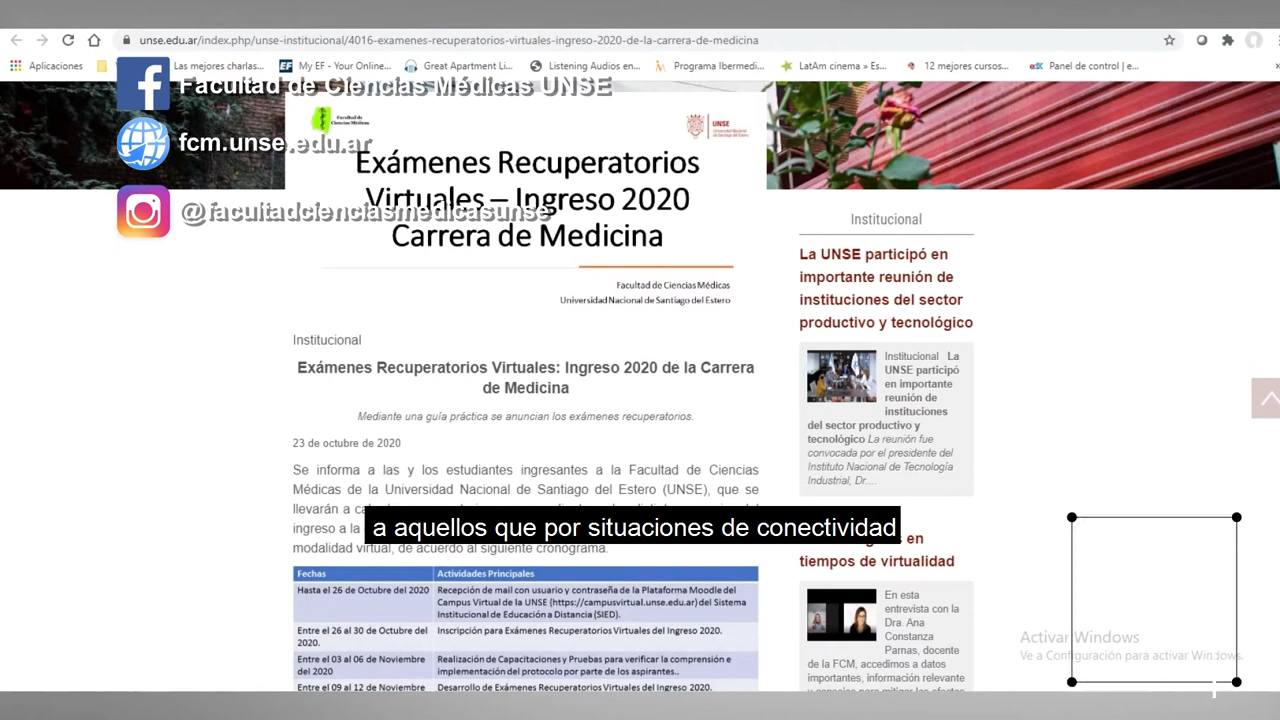 unse.edu.ar/index.php/unse-institucional/4016-examenes-recuperatorios-virtuales-ingreso-2020-de-la-carrera-de-medicina
Aplicaciones
Las mejores charlas...
My EF - Your Online...
Great Apartment Li...
Listening Audios en...
Programa Ibermedi...
LatAm cinema » Es...
12 mejores cursos...
Panel de control | e...
Facultad de Ciencias Médicas UNSE
fcm.unse.edu.ar
@facultadcienciasmedicasunse
Facultad de
Ciencias Médicas
UNSE
Universidad Nacional
de Santiago del Estero
Exámenes Recuperatorios
Virtuales – Ingreso 2020
Carrera de Medicina
Facultad de Ciencias Médicas
Universidad Nacional de Santiago del Estero
Institucional
Exámenes Recuperatorios Virtuales: Ingreso 2020 de la Carrera
de Medicina
Mediante una guía práctica se anuncian los exámenes recuperatorios.
23 de octubre de 2020
Se informa a las y los estudiantes ingresantes a la Facultad de Ciencias
Médicas de la Universidad Nacional de Santiago del Estero (UNSE), que se
llevarán a
ingreso a la
a aquellos que por situaciones de conectividad
modalidad virtual, de acuerdo al siguiente cronograma.
Fechas Actividades Principales
Hasta el 26 de Octubre del 2020 Recepción de mail con usuario y contraseña de la Plataforma Moodle del
Campus Virtual de la UNSE (https://campusvirtual.unse.edu.ar) del Sistema
Institucional de Educación a Distancia (SIED).
Entre el 26 al 30 de Octubre del Inscripción para Exámenes Recuperatorios Virtuales del Ingreso 2020.
2020.
Entre el 03 al 06 de Noviembre Realización de Capacitaciones y Pruebas para verificar la comprensión e
del 2020 implementación del protocolo por parte de los aspirantes..
Entre el 09 al 12 de Noviembre Desarrollo de Exámenes Recuperatorios Virtuales del Ingreso 2020.
Institucional
La UNSE participó en
importante reunión de
instituciones del sector
productivo y tecnológico
Institucional La
UNSE participó
en importante
reunión de
instituciones
del sector productivo y
tecnológico La reunión fue
convocada por el presidente del
Instituto Nacional de Tecnología
Industrial, Dr....
en
tiempos de virtualidad
En esta
entrevista con la
Dra. Ana
Constanza
Parnas, docente
de la FCM, accedimos a datos
importantes, información relevante
Activar Windows
Ve a Configuración para activar Windows.